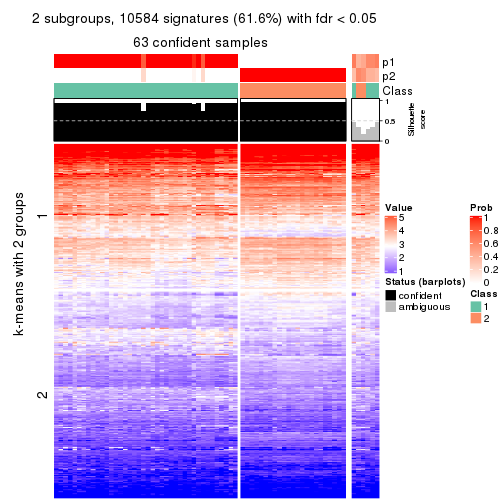 2 subgroups, 10584 signatures (61.6%) with fdr < 0.05
63 confident samples
p1
p2
Class
1
0.5
0
Silhouette
score
k-means with 2 groups
1
2
Value
5
4
3
2
1
Status (barplots)
confident
ambiguous
Prob
1
0.8
0.6
0.4
0.2
0
Class
1
2